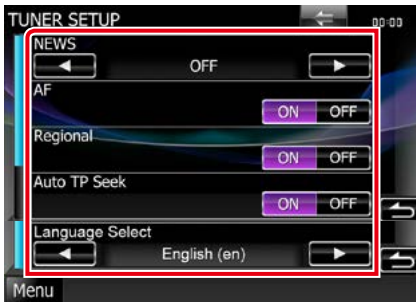 TUNER SETUP 00:00
NEWS
OFF
AF
ON OFF
Regional
ON OFF
Auto TP Seek
ON OFF
Language Select
English (en)
Menu